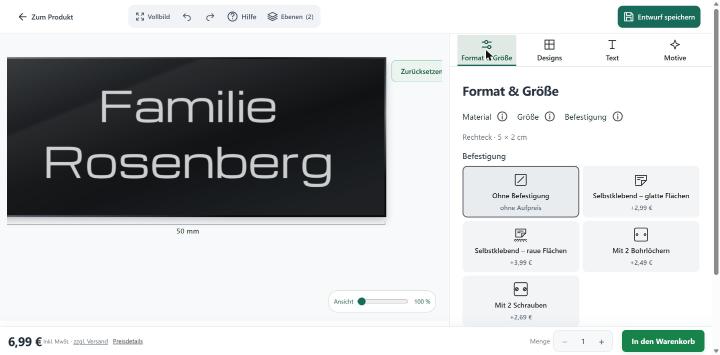 Zum Produkt
Vollbild
Hilfe
Ebenen (2)
Entwurf speichern
Zurücksetzen
Familie
Rosenberg
50 mm
Ansicht
100 %
Format & Größe
Designs
Text
Motive
Format & Größe
Material
Größe
Befestigung
Rechteck · 5 × 2 cm
Befestigung
Ohne Befestigung
ohne Aufpreis
Selbstklebend – glatte Flächen
+2,99 €
Selbstklebend – raue Flächen
+3,99 €
Mit 2 Bohrlöchern
+2,49 €
Mit 2 Schrauben
+2,69 €
6,99 € inkl. MwSt. · zzgl. Versand Preisdetails
Menge
− 1 +
In den Warenkorb